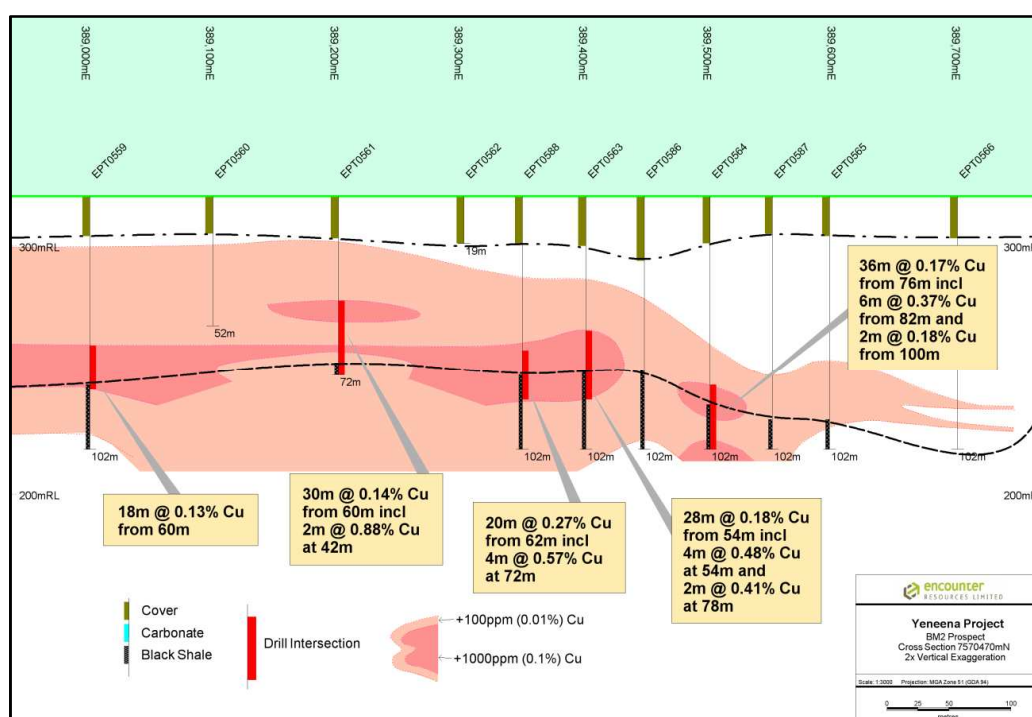 389,000mE
389,100mE
389,200mE
389,300mE
389,400mE
389,500mE
389,600mE
389,700mE
EPT0559
EPT0560
EPT0561
EPT0562
EPT0588
EPT0563
EPT0586
EPT0564
EPT0587
EPT0565
EPT0566
300mRL
19m
300mRL
52m
72m
102m
102m
102m
102m
102m
102m
102m
102m
36m @ 0.17% Cu
from 76m incl
6m @ 0.37% Cu
from 82m and
2m @ 0.18% Cu
from 100m
200mRL
200mRL
18m @ 0.13% Cu
from 60m
30m @ 0.14% Cu
from 60m incl
2m @ 0.88% Cu
at 42m
20m @ 0.27% Cu
from 62m incl
4m @ 0.57% Cu
at 72m
28m @ 0.18% Cu
from 54m incl
4m @ 0.48% Cu
at 54m and
2m @ 0.41% Cu
at 78m
Cover
Carbonate
Black Shale
Drill Intersection
+100ppm (0.01%) Cu
+1000ppm (0.1%) Cu
encounter
RESOURCES LIMITED
Yeneena Project
BM2 Prospect
Cross Section 7570470mN
2x Vertical Exaggeration
Scale: 1:3000 Projection: MGA Zone 51 (GDA 94)
0 25 50 100
metres